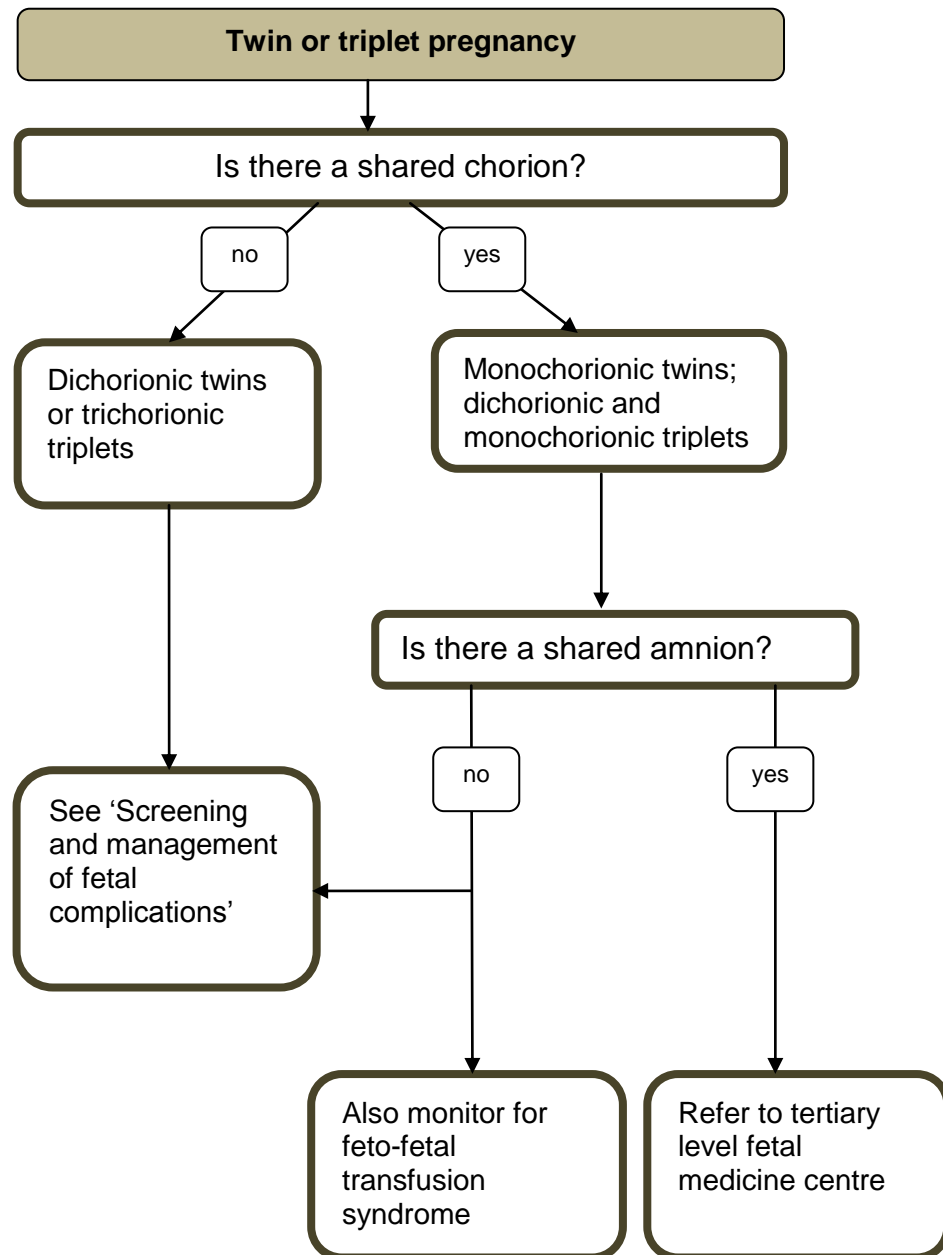 Twin or triplet pregnancy
Is there a shared chorion?
no
yes
Dichorionic twins
or trichorionic
triplets
Monochorionic twins;
dichorionic and
monochorionic triplets
Is there a shared amnion?
no
yes
See ‘Screening
and management
of fetal
complications’
Also monitor for
feto-fetal
transfusion
syndrome
Refer to tertiary
level fetal
medicine centre